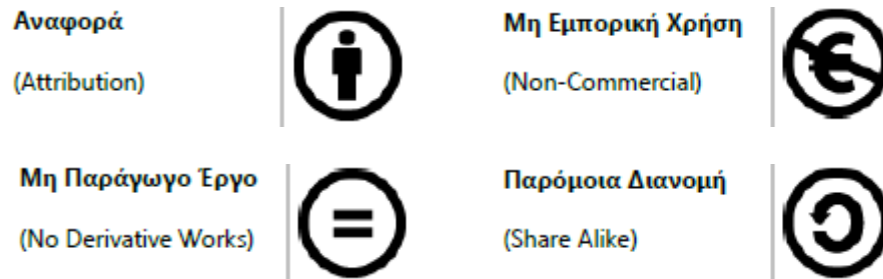 Αναφορά
(Attribution)
Μη Εμπορική Χρήση
(Non-Commercial)
Μη Παράγωγο Έργο
(No Derivative Works)
Παρόμοια Διανομή
(Share Alike)